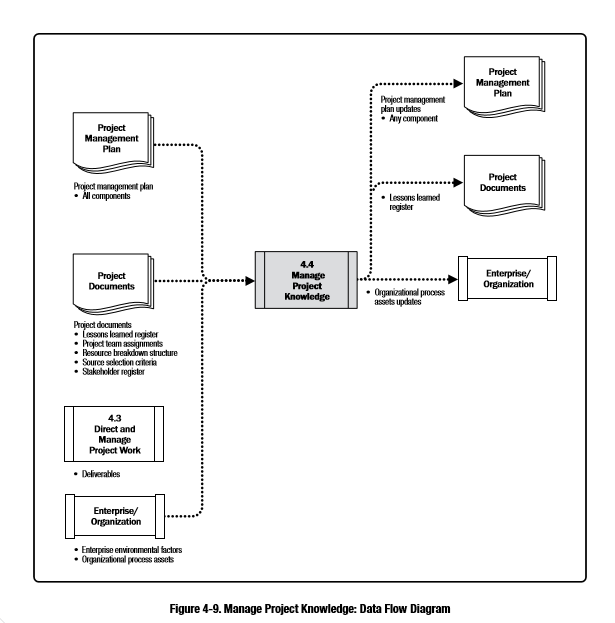 Project
Management
Plan
Project management
plan updates
• Any component
Project
Management
Plan
Project management plan
• All components
Project
Documents
• Lessons learned
register
4.4
Manage
Project
Knowledge
Enterprise/
Organization
• Organizational process
assets updates
Project
Documents
Project documents
• Lessons learned register
• Project team assignments
• Resource breakdown structure
• Source selection criteria
• Stakeholder register
4.3
Direct and
Manage
Project Work
• Deliverables
Enterprise/
Organization
• Enterprise environmental factors
• Organizational process assets
Figure 4-9. Manage Project Knowledge: Data Flow Diagram